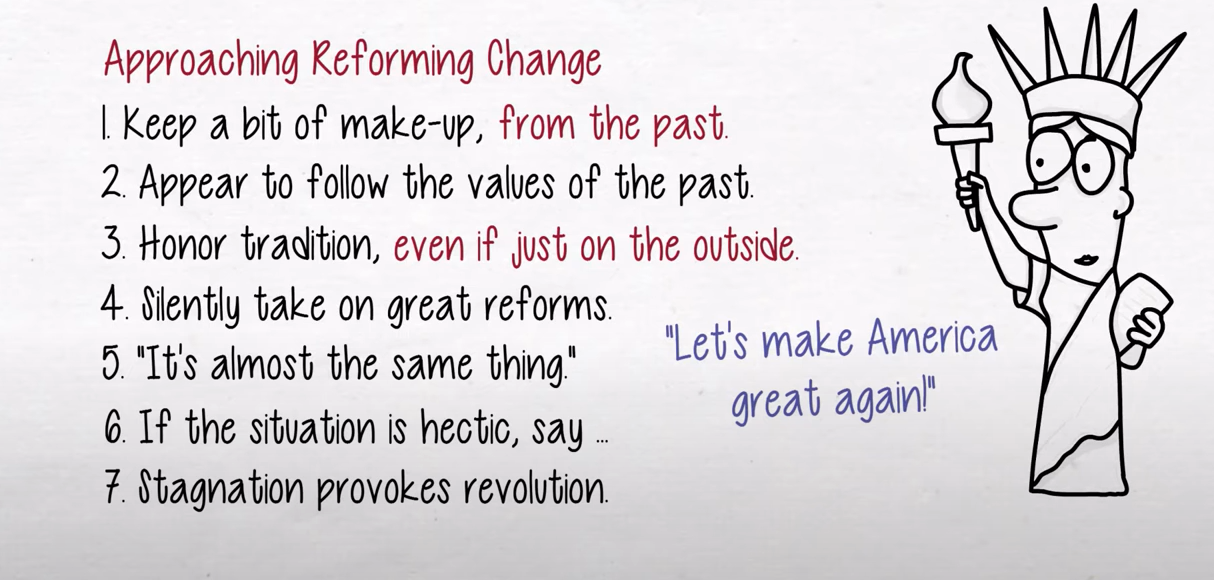 Approaching Reforming Change
1. Keep a bit of make-up, from the past.
2. Appear to follow the values of the past.
3. Honor tradition, even if just on the outside.
4. Silently take on great reforms.
5. "It's almost the same thing."
6. If the situation is hectic, say ...
7. Stagnation provokes revolution.
"Let's make America
great again!"